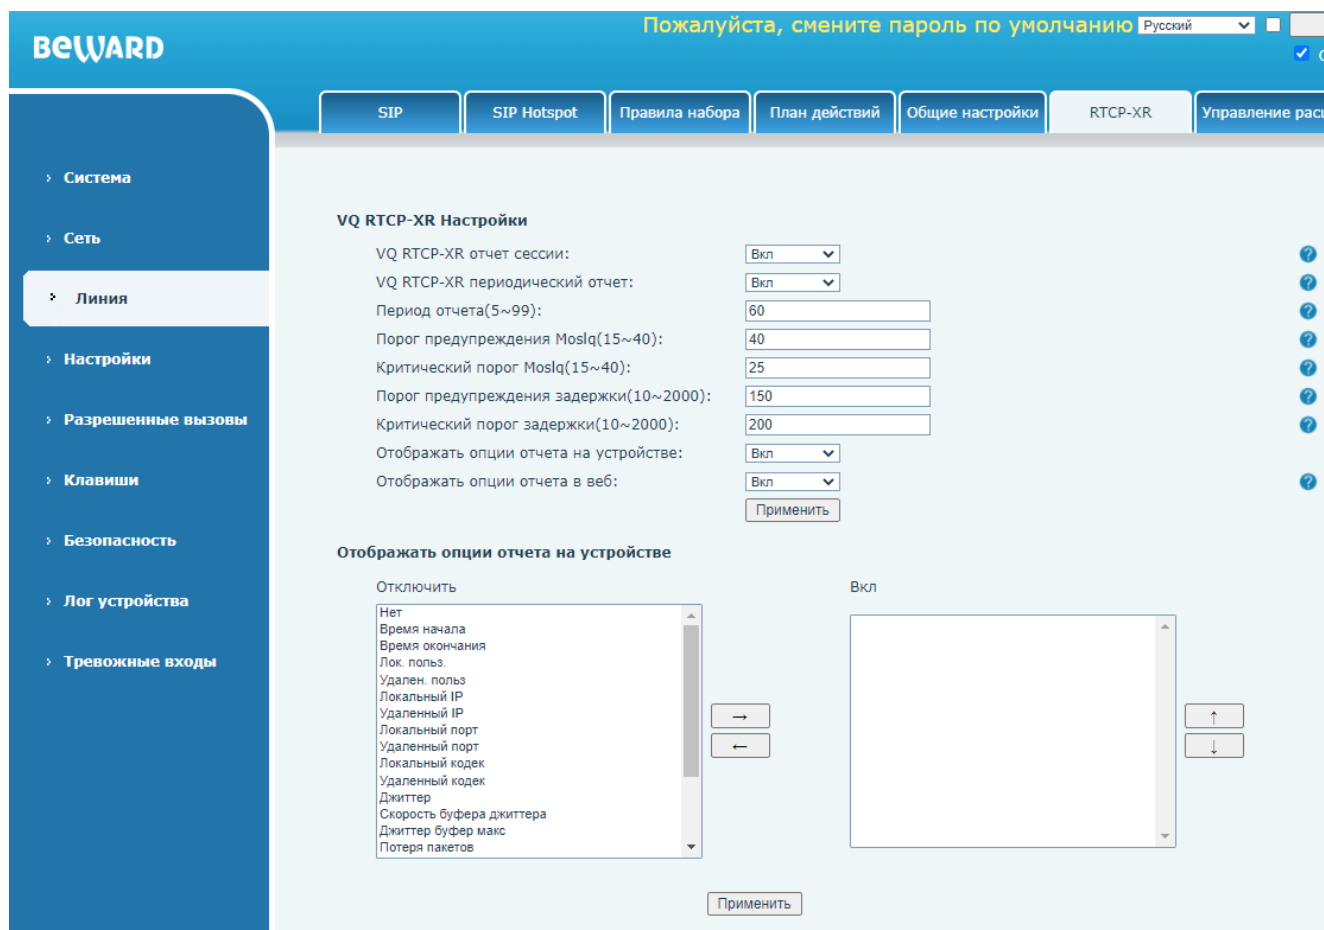 Пожалуйста, смените пароль по умолчанию Русский
BEWARD
SIP SIP Hotspot Правила набора План действий Общие настройки RTCP-XR Управление
Система
Сеть
Линия
Настройки
Разрешенные вызовы
Клавиши
Безопасность
Лог устройства
Тревожные входы
VQ RTCP-XR Настройки
VQ RTCP-XR отчет сессии: Вкл
VQ RTCP-XR периодический отчет: Вкл
Период отчета(5~99): 60
Порог предупреждения Moslq(15~40): 40
Критический порог Moslq(15~40): 25
Порог предупреждения задержки(10~2000): 150
Критический порог задержки(10~2000): 200
Отображать опции отчета на устройстве: Вкл
Отображать опции отчета в веб: Вкл
Применить
Отображать опции отчета на устройстве
Отключить Вкл
Нет
Время начала
Время окончания
Лок. польз.
Удален. польз
Локальный IP
Удаленный IP
Локальный порт
Удаленный порт
Локальный кодек
Удаленный кодек
Джиттер
Скорость буфера джиттера
Джиттер буфер макс
Потеря пакетов
→
←
↑
↓
Применить